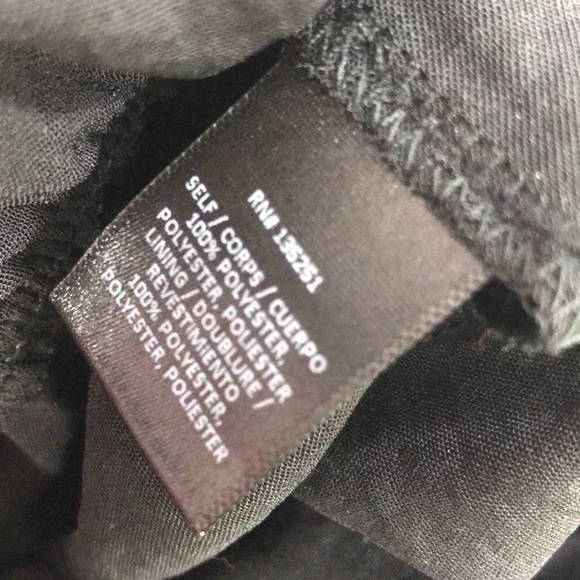 RN# 135251
SELF / CORPS / CUERPO
100% POLYESTER,
POLYESTER, POLIESTER
LINING / DOUBLURE /
REVESTIMIENTO
100% POLYESTER,
POLYESTER, POLIESTER